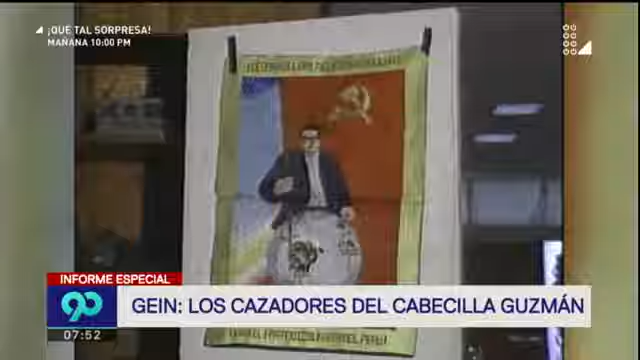 ¡QUE TAL SORPRESA!
MAÑANA 10:00 PM
INFORME ESPECIAL
90
GEIN: LOS CAZADORES DEL CABECILLA GUZMÁN
07:52